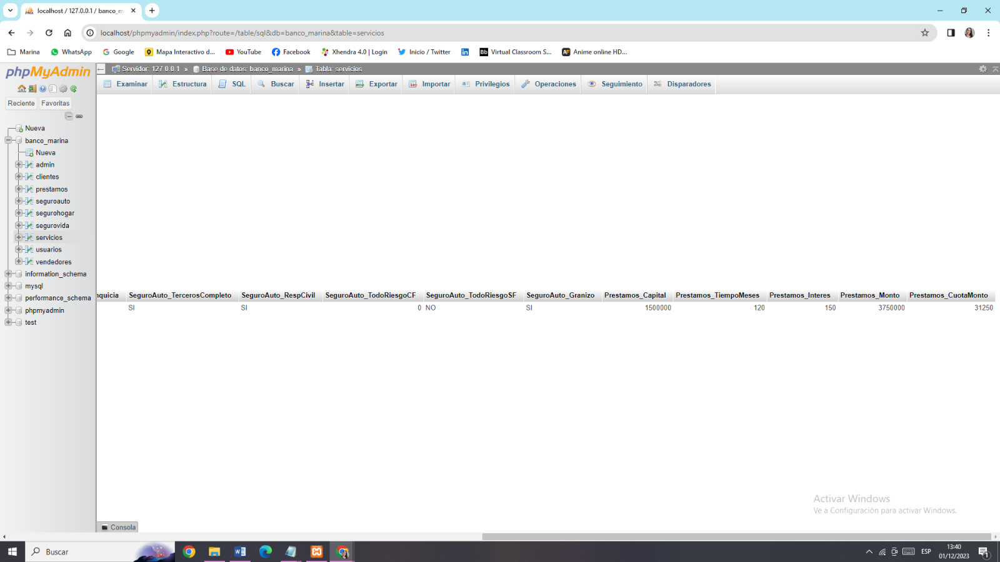 localhost / 127.0.0.1 / banco_m
localhost/phpmyadmin/index.php?route=/table/sql&db=banco_marina&table=servicios
Marina WhatsApp Google Mapa Interactivo d... YouTube Facebook Xhendra 4.0 | Login Inicio / Twitter Bb Virtual Classroom S... Anime online HD...
phpMyAdmin
Servidor: 127.0.0.1 » Base de datos: banco_marina » Tabla: servicios
Examinar Estructura SQL Buscar Insertar Exportar Importar Privilegios Operaciones Seguimiento Disparadores
Reciente Favoritas
Nueva
banco_marina
Nueva
admin
clientes
prestamos
seguroauto
segurohogar
segurovida
servicios
usuarios
vendedores
information_schema
mysql
performance_schema
phpmyadmin
test
nquicia SeguroAuto_TercerosCompleto SeguroAuto_RespCivil SeguroAuto_TodoRiesgoCF SeguroAuto_TodoRiesgoSF SeguroAuto_Granizo Prestamos_Capital Prestamos_TiempoMeses Prestamos_Interes Prestamos_Monto Prestamos_CuotaMonto
SI SI 0 NO SI 1500000 120 150 3750000 31250
Activar Windows
Ve a Configuración para activar Windows.
Consola
Buscar
ESP
13:40
01/12/2023
1